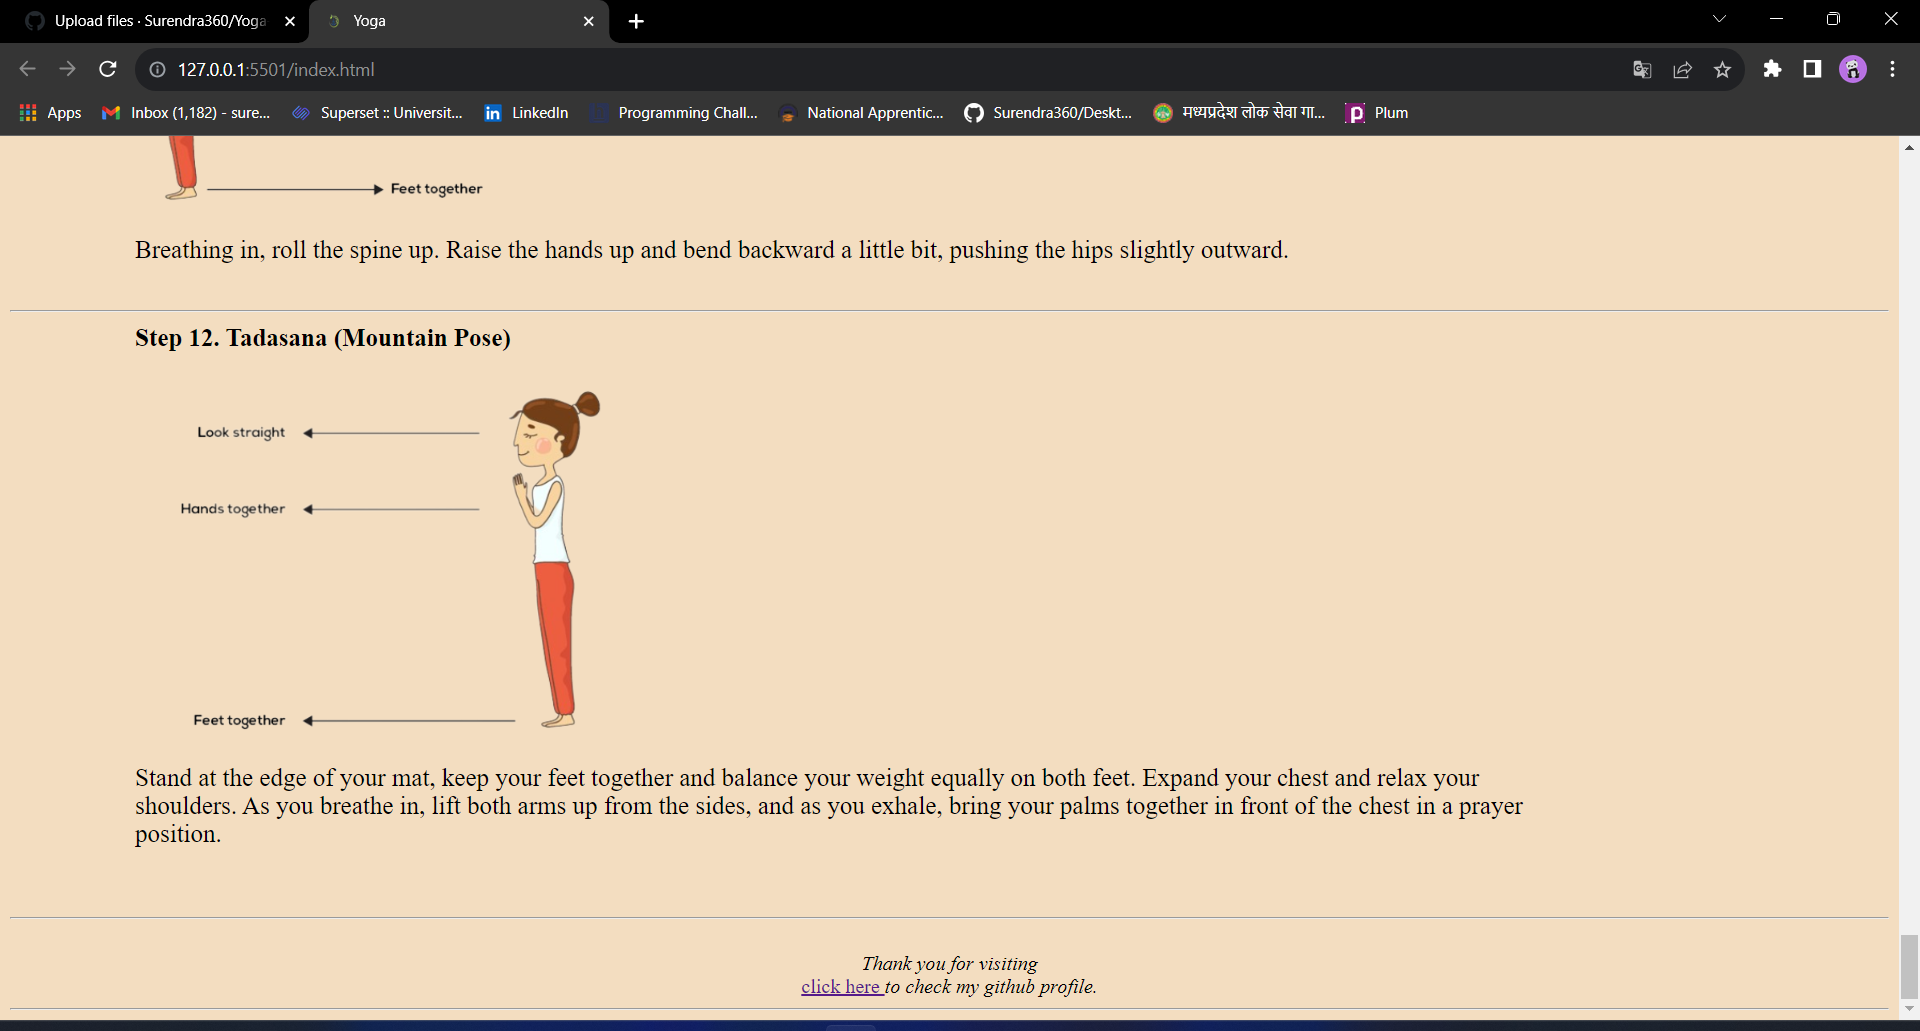 Upload files · Surendra360/Yoga
Yoga
127.0.0.1:5501/index.html
Apps
Inbox (1,182) - sure...
Superset :: Universit...
in LinkedIn
Programming Chall...
National Apprentic...
Surendra360/Deskt...
मध्यप्रदेश लोक सेवा गा...
p Plum
Feet together
Breathing in, roll the spine up. Raise the hands up and bend backward a little bit, pushing the hips slightly outward.
Step 12. Tadasana (Mountain Pose)
Look straight
Hands together
Feet together
Stand at the edge of your mat, keep your feet together and balance your weight equally on both feet. Expand your chest and relax your
shoulders. As you breathe in, lift both arms up from the sides, and as you exhale, bring your palms together in front of the chest in a prayer
position.
Thank you for visiting
click here to check my github profile.